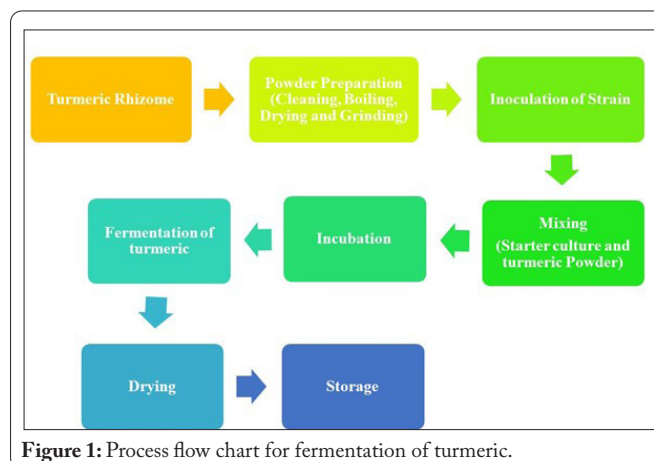 Turmeric Rhizome
Powder Preparation
(Cleaning, Boiling,
Drying and Grinding)
Inoculation of Strain
Mixing
(Starter culture and
turmeric Powder)
Incubation
Fermentation of
turmeric
Drying
Storage
Figure 1: Process flow chart for fermentation of turmeric.